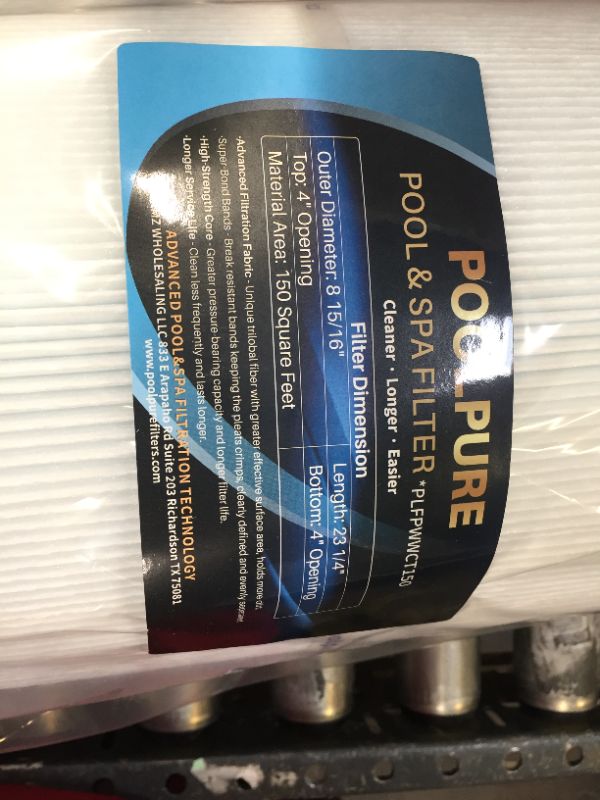 POOLPURE
POOL & SPA FILTER *PLFPWWCT150
Cleaner · Longer · Easier
Filter Dimension
Outer Diameter: 8 15/16" Length: 23 1/4"
Top: 4" Opening Bottom: 4" Opening
Material Area: 150 Square Feet
·Advanced Filtration Fabric - Unique trilobal fiber with greater effective surface area, holds more dirt.
·Super-Bond Bands - Break resistant bands keeping the pleats crimps, clearly defined and evenly
·High-Strength Core - Greater pressure-bearing capacity and longer filter life.
·Longer Service Life - Clean less frequently and lasts longer.
ADVANCED POOL&SPA FILTRATION TECHNOLOGY
WHOLESALING LLC 833 E Arapaho Rd Suite 203 Richardson TX 75081
www.poolpurefilters.com